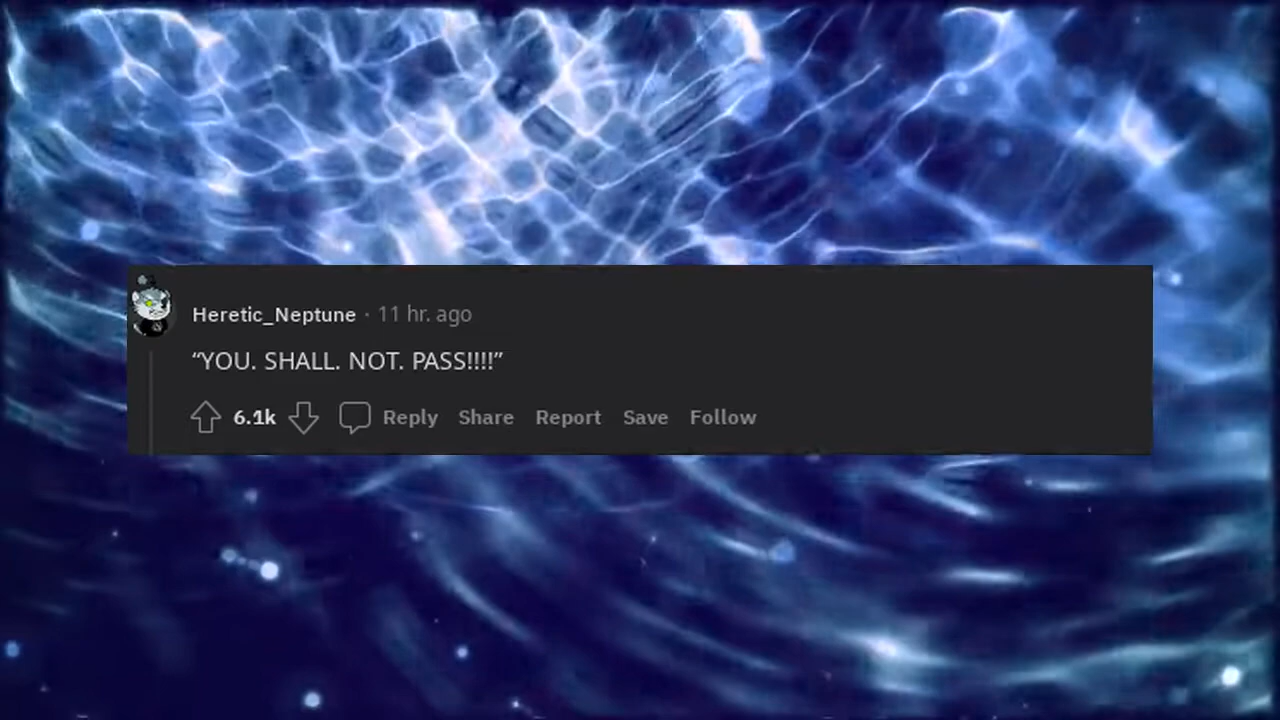 Heretic_Neptune · 11 hr. ago
“YOU. SHALL. NOT. PASS!!!!”
6.1k Reply Share Report Save Follow